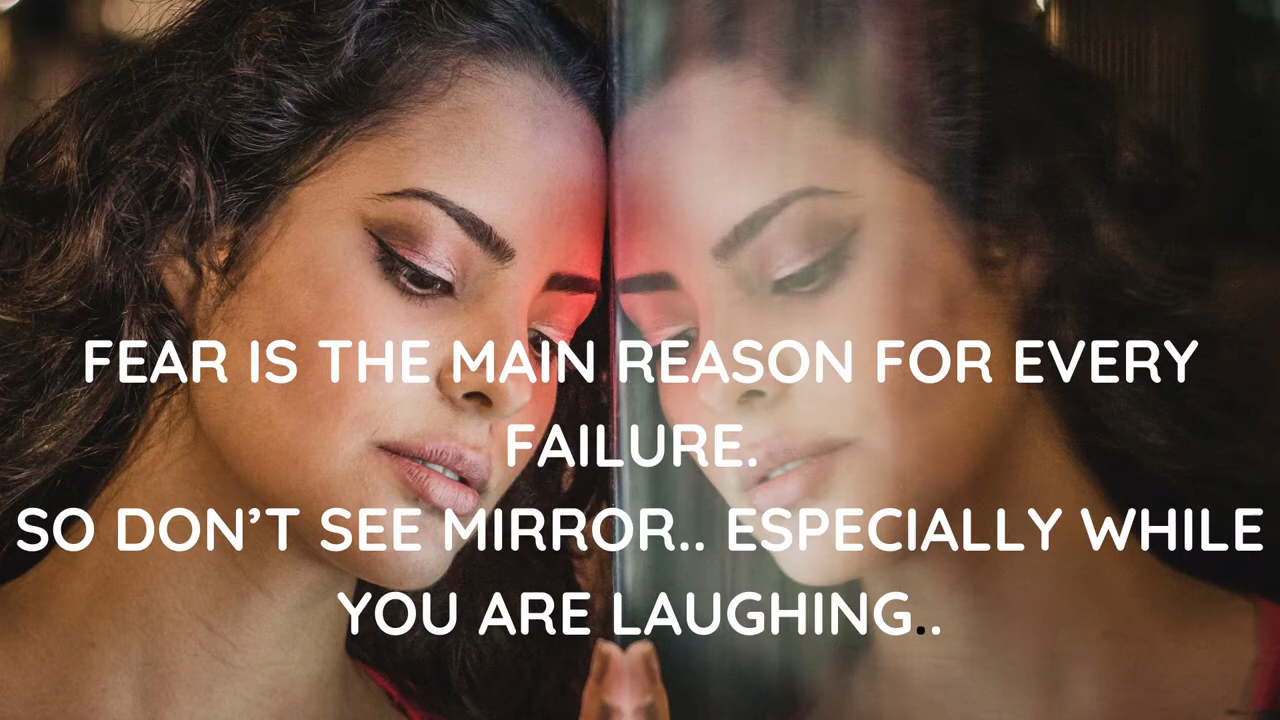 FEAR IS THE MAIN REASON FOR EVERY
FAILURE.
SO DON’T SEE MIRROR.. ESPECIALLY WHILE
YOU ARE LAUGHING..